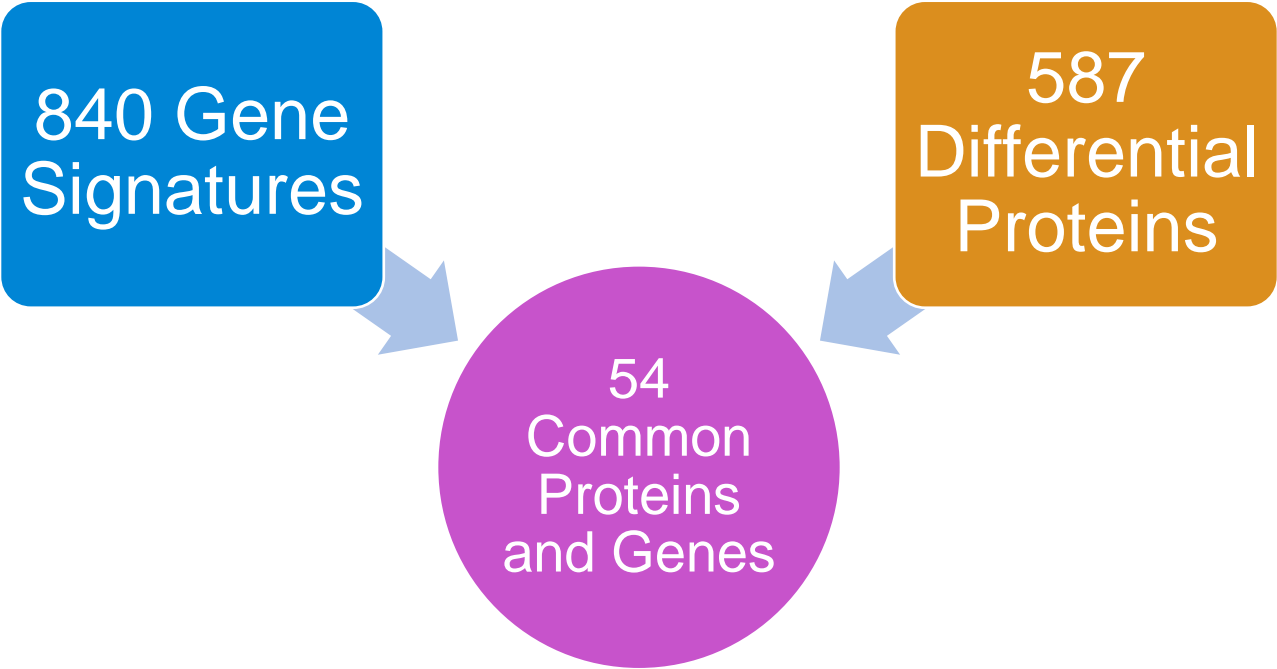 840 Gene
Signatures
587
Differential
Proteins
54
Common
Proteins
and Genes